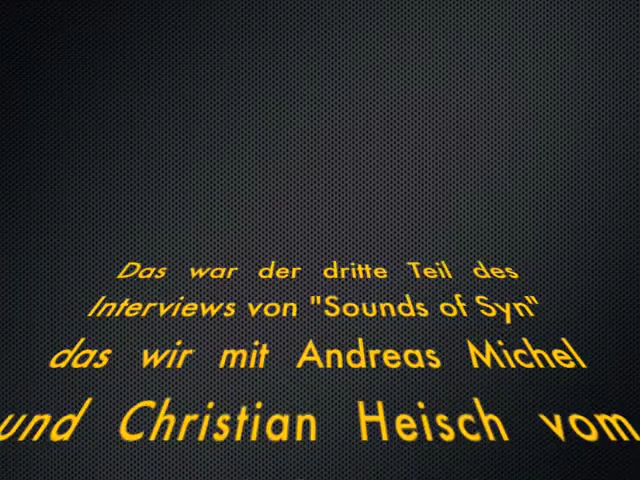 Das war der dritte Teil des
Interviews von "Sounds of Syn"
das wir mit Andreas Michel
und Christian Heisch vom